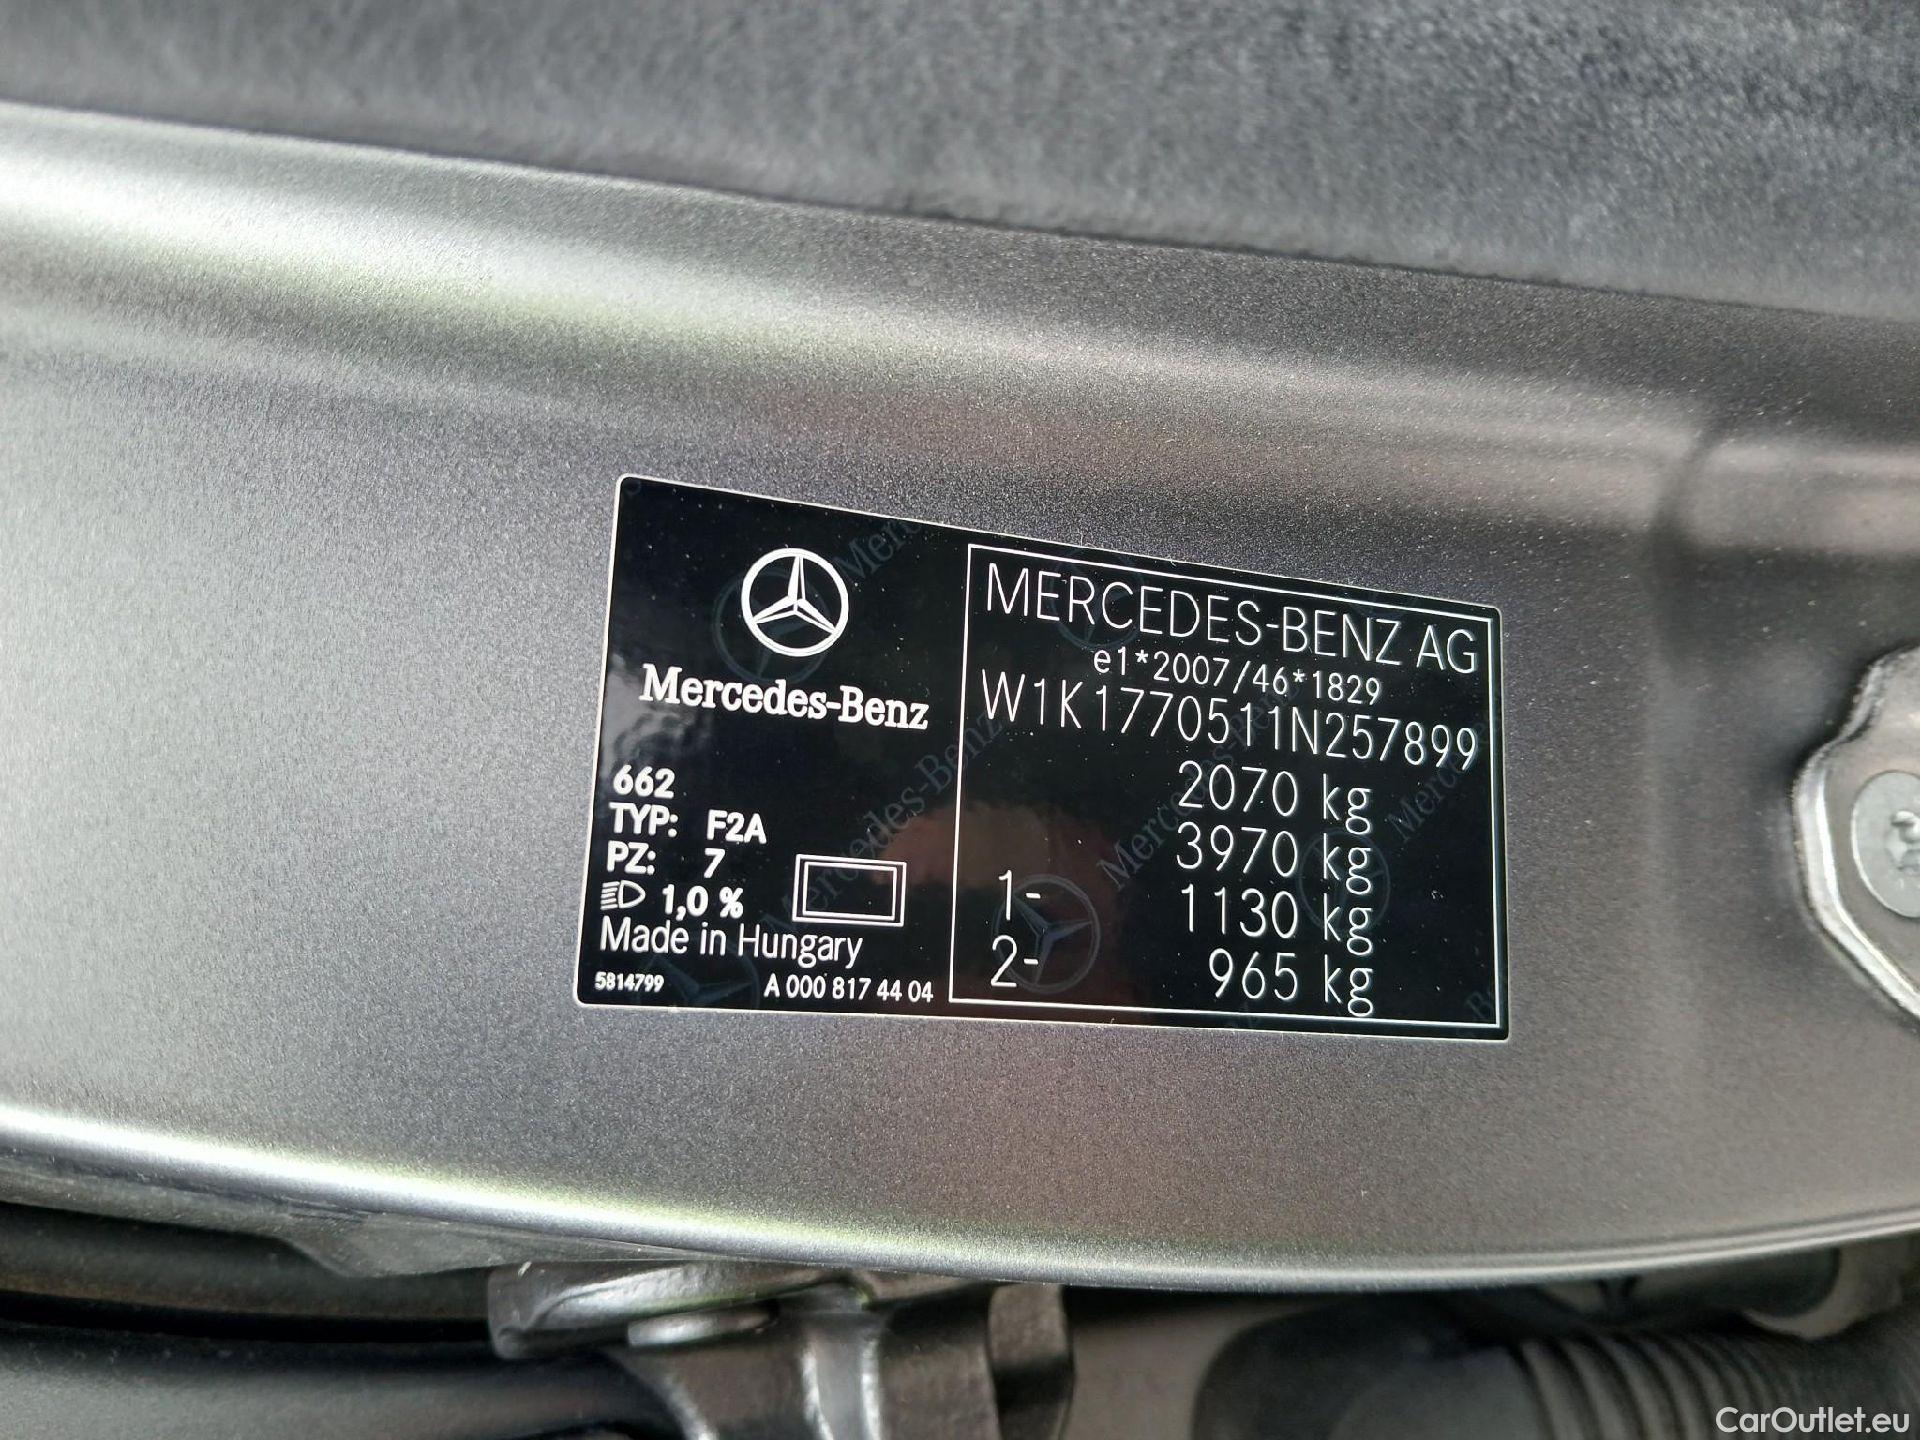 Mercedes-Benz
662
TYP: F2A
PZ: 7
1,0 %
Made in Hungary
5814799 A 000 817 44 04
MERCEDES-BENZ AG
e1*2007/46*1829
W1K1770511N257899
2070 kg
3970 kg
1- 1130 kg
2- 965 kg
CarOutlet.eu